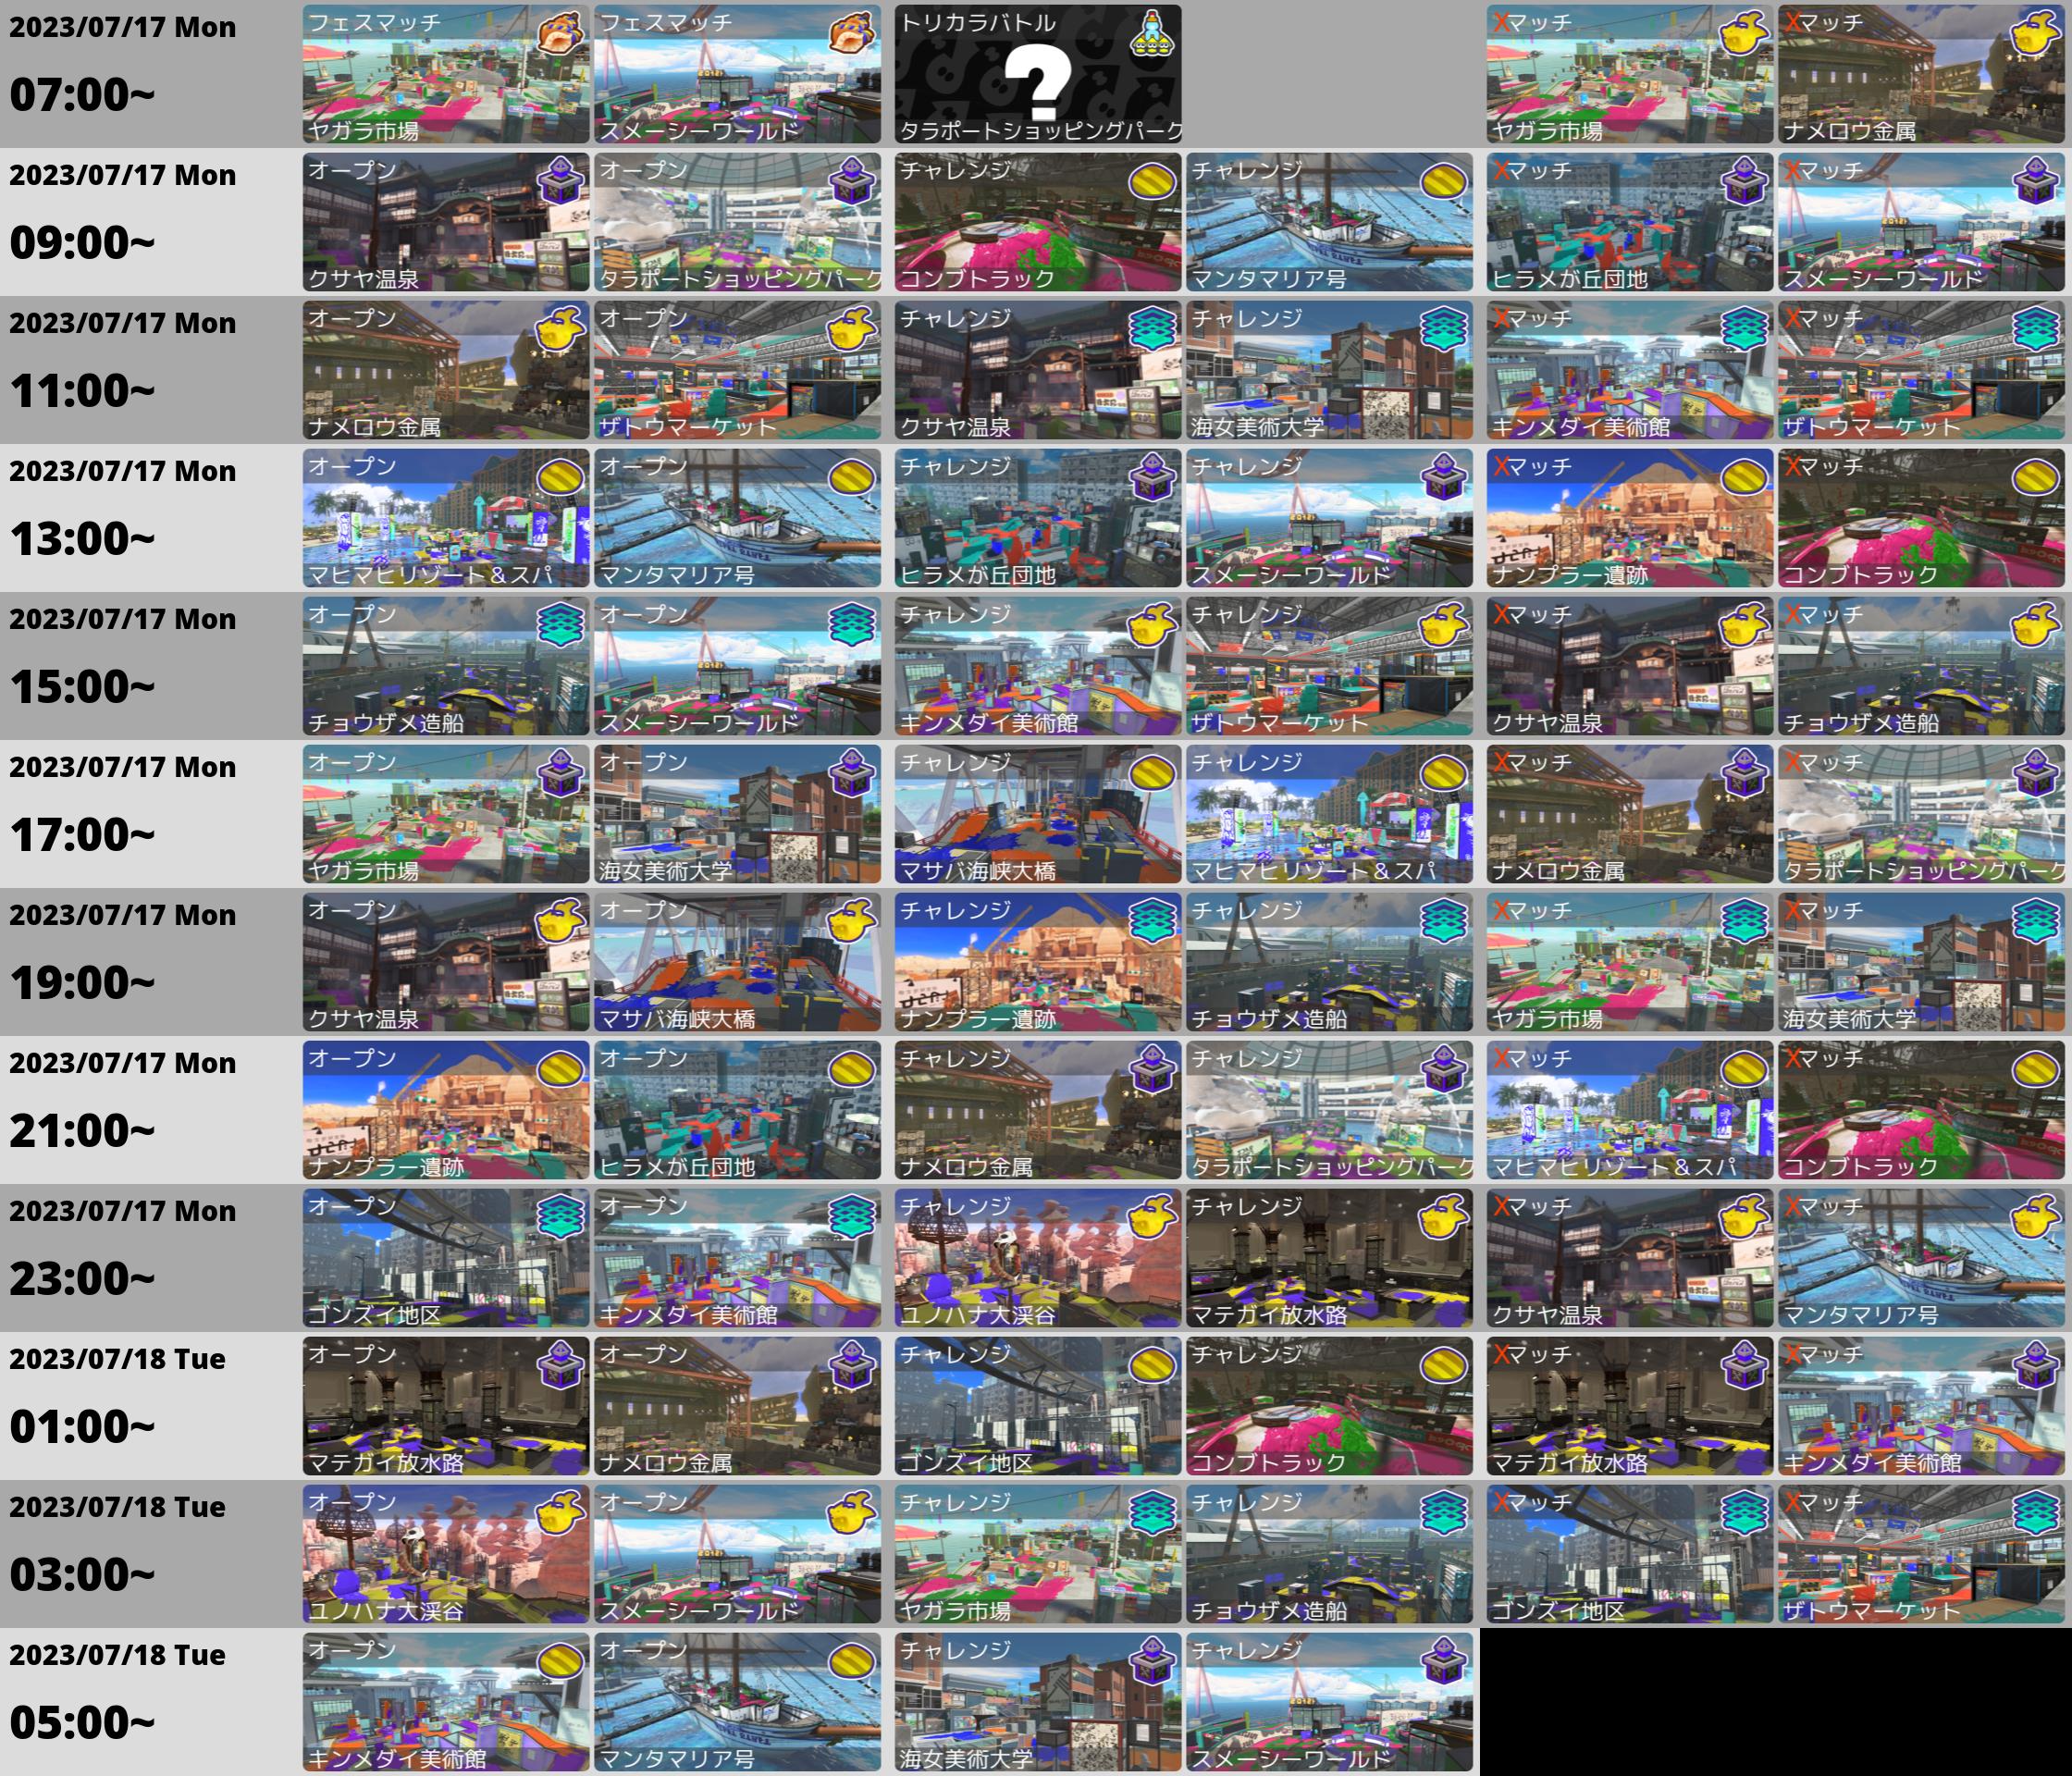 2023/07/17 Mon
07:00~
フェスマッチ
ヤガラ市場
フェスマッチ
スメーシーワールド
トリカラバトル
?
タラポートショッピングパーク
Xマッチ
ヤガラ市場
Xマッチ
ナメロウ金属
2023/07/17 Mon
09:00~
オープン
クサヤ温泉
オープン
タラポートショッピングパーク
チャレンジ
コンブトラック
チャレンジ
マンタマリア号
Xマッチ
ヒラメが丘団地
Xマッチ
スメーシーワールド
2023/07/17 Mon
11:00~
オープン
ナメロウ金属
オープン
ザトウマーケット
チャレンジ
クサヤ温泉
チャレンジ
海女美術大学
Xマッチ
キンメダイ美術館
Xマッチ
ザトウマーケット
2023/07/17 Mon
13:00~
オープン
マヒマヒリゾート＆スパ
オープン
マンタマリア号
チャレンジ
ヒラメが丘団地
チャレンジ
スメーシーワールド
Xマッチ
ナンプラー遺跡
Xマッチ
コンブトラック
2023/07/17 Mon
15:00~
オープン
チョウザメ造船
オープン
スメーシーワールド
チャレンジ
キンメダイ美術館
チャレンジ
ザトウマーケット
Xマッチ
クサヤ温泉
Xマッチ
チョウザメ造船
2023/07/17 Mon
17:00~
オープン
ヤガラ市場
オープン
海女美術大学
チャレンジ
マサバ海峡大橋
チャレンジ
マヒマヒリゾート＆スパ
Xマッチ
ナメロウ金属
Xマッチ
タラポートショッピングパーク
2023/07/17 Mon
19:00~
オープン
クサヤ温泉
オープン
マサバ海峡大橋
チャレンジ
ナンプラー遺跡
チャレンジ
チョウザメ造船
Xマッチ
ヤガラ市場
Xマッチ
海女美術大学
2023/07/17 Mon
21:00~
オープン
ナンプラー遺跡
オープン
ヒラメが丘団地
チャレンジ
ナメロウ金属
チャレンジ
タラポートショッピングパーク
Xマッチ
マヒマヒリゾート＆スパ
Xマッチ
コンブトラック
2023/07/17 Mon
23:00~
オープン
ゴンズイ地区
オープン
キンメダイ美術館
チャレンジ
ユノハナ大渓谷
チャレンジ
マテガイ放水路
Xマッチ
クサヤ温泉
Xマッチ
マンタマリア号
2023/07/18 Tue
01:00~
オープン
マテガイ放水路
オープン
ナメロウ金属
チャレンジ
ゴンズイ地区
チャレンジ
コンブトラック
Xマッチ
マテガイ放水路
Xマッチ
キンメダイ美術館
2023/07/18 Tue
03:00~
オープン
ユノハナ大渓谷
オープン
スメーシーワールド
チャレンジ
ヤガラ市場
チャレンジ
チョウザメ造船
Xマッチ
ゴンズイ地区
Xマッチ
ザトウマーケット
2023/07/18 Tue
05:00~
オープン
キンメダイ美術館
オープン
マンタマリア号
チャレンジ
海女美術大学
チャレンジ
スメーシーワールド